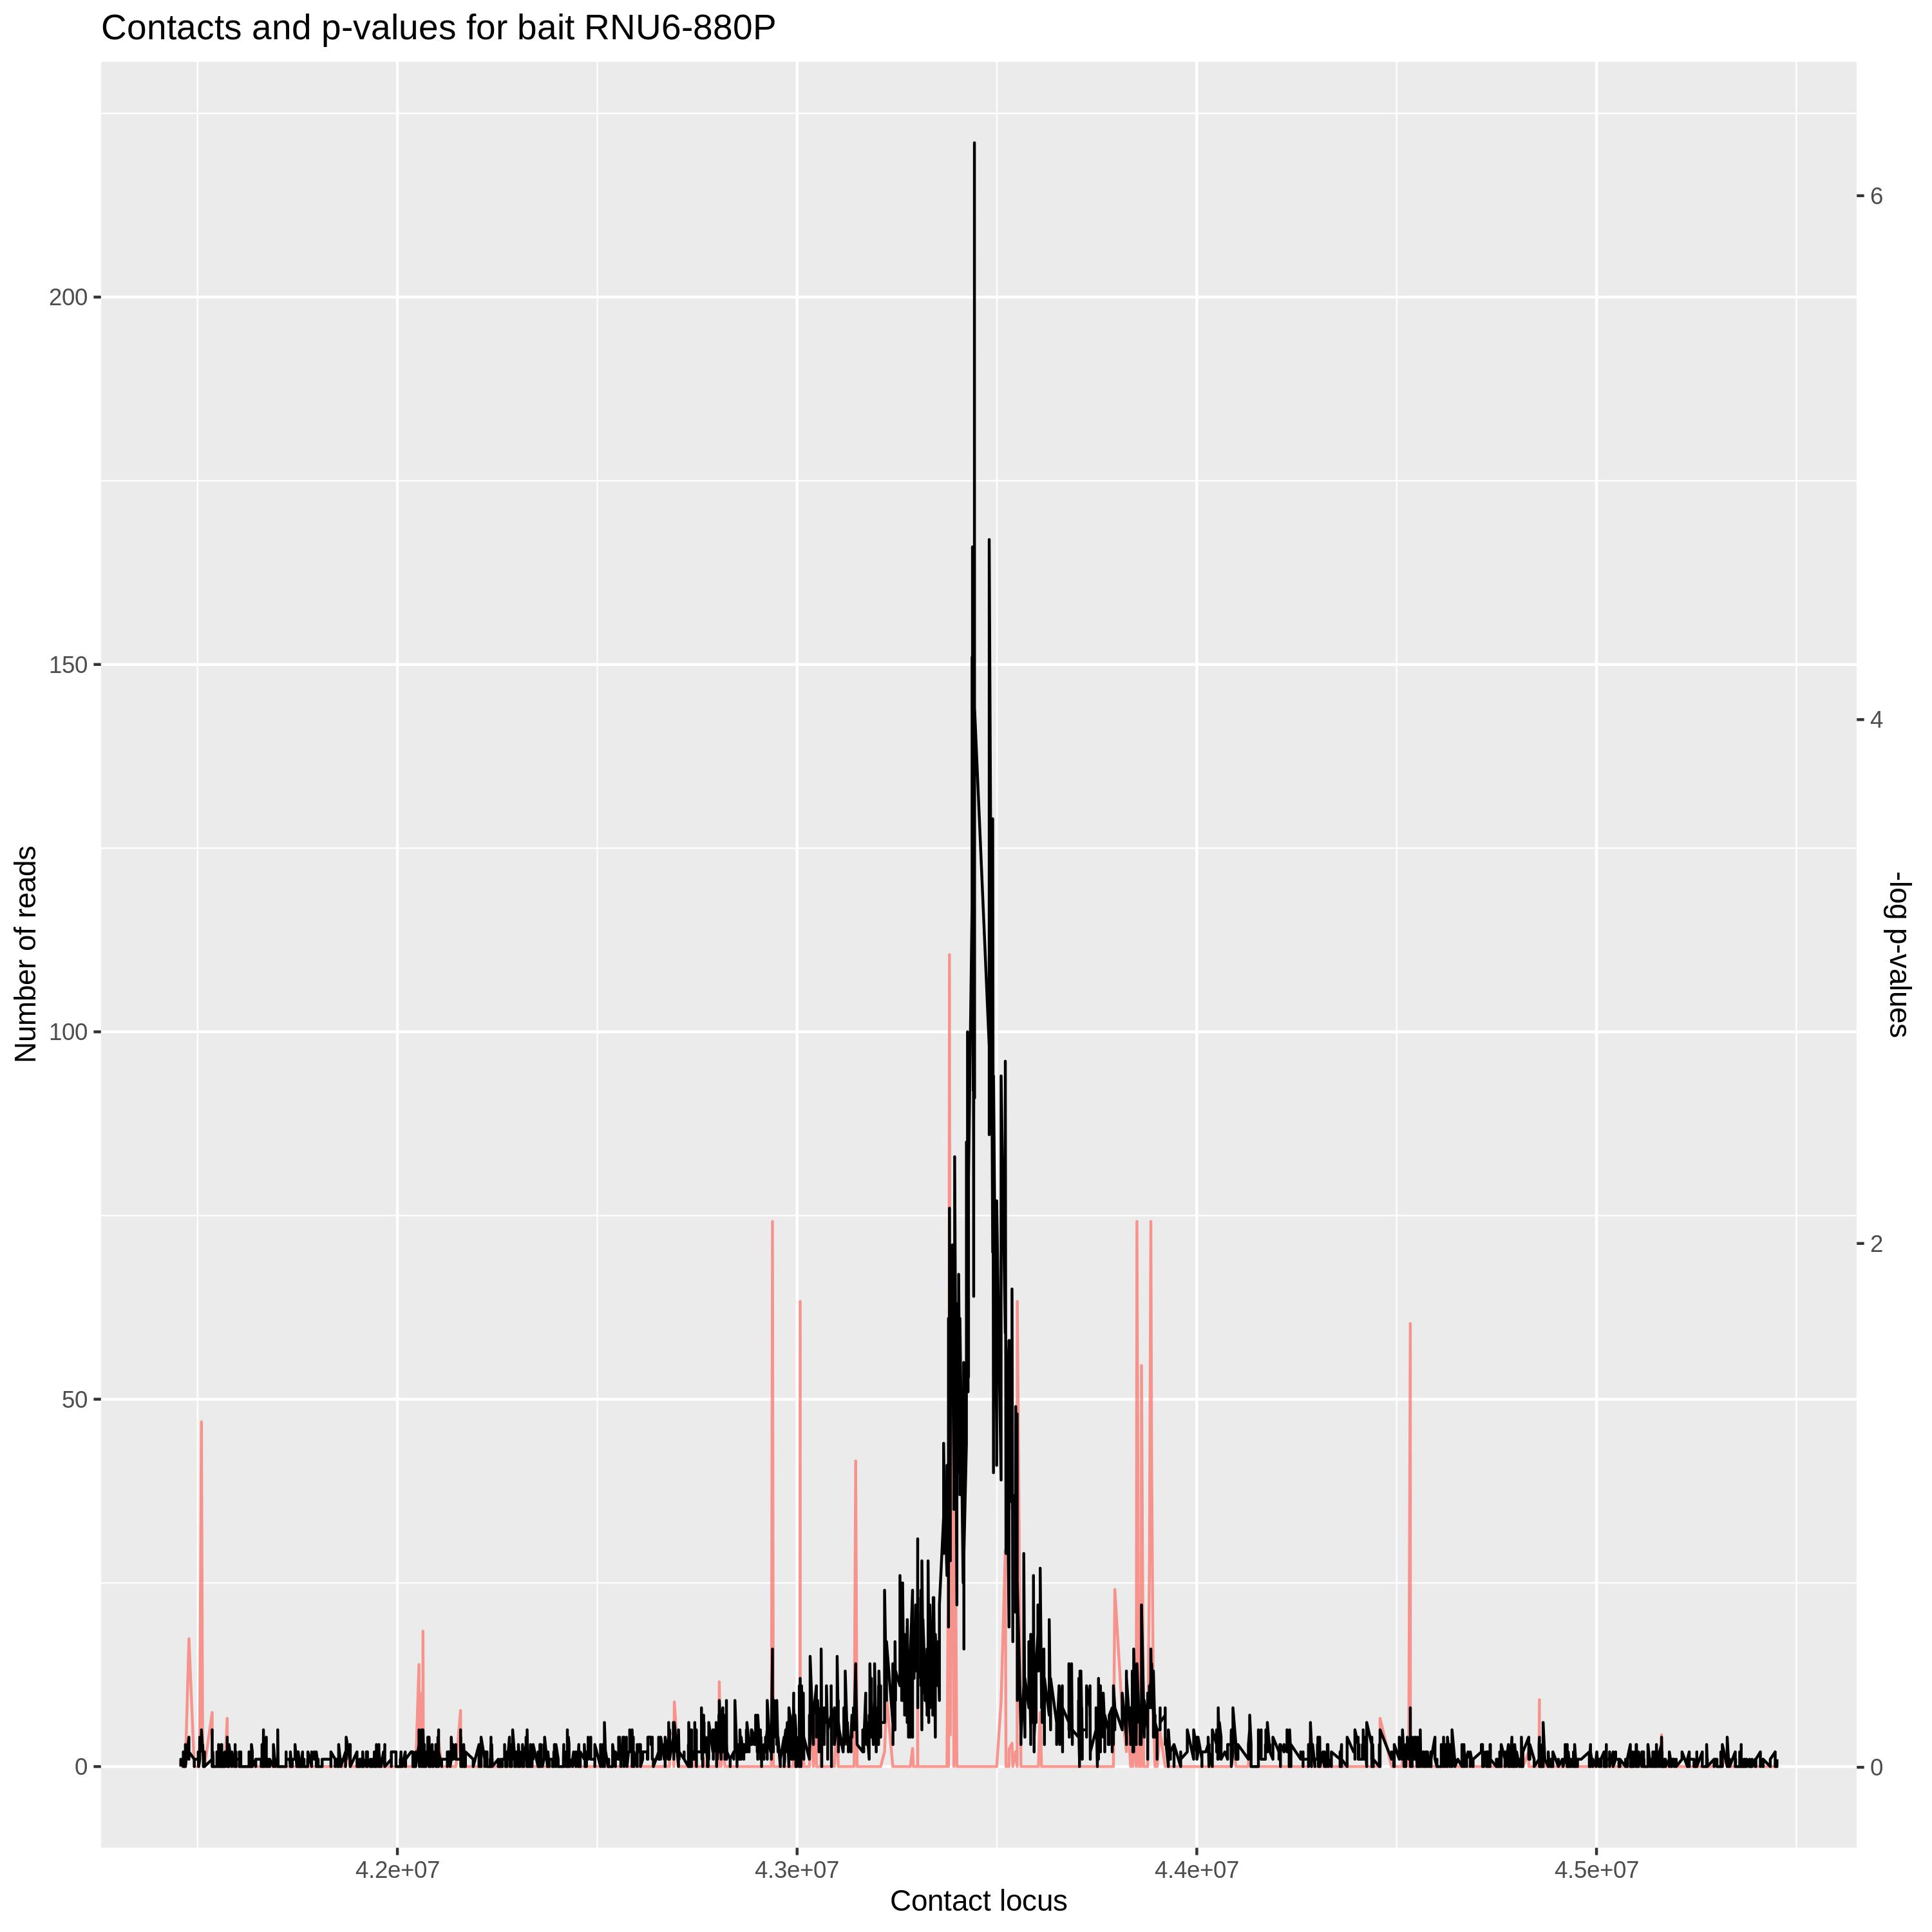 Contacts and p-values for bait RNU6-880P
Number of reads
200
150
100
50
0
6
4
2
0
-log p-values
4.2e+07
4.3e+07
4.4e+07
4.5e+07
Contact locus